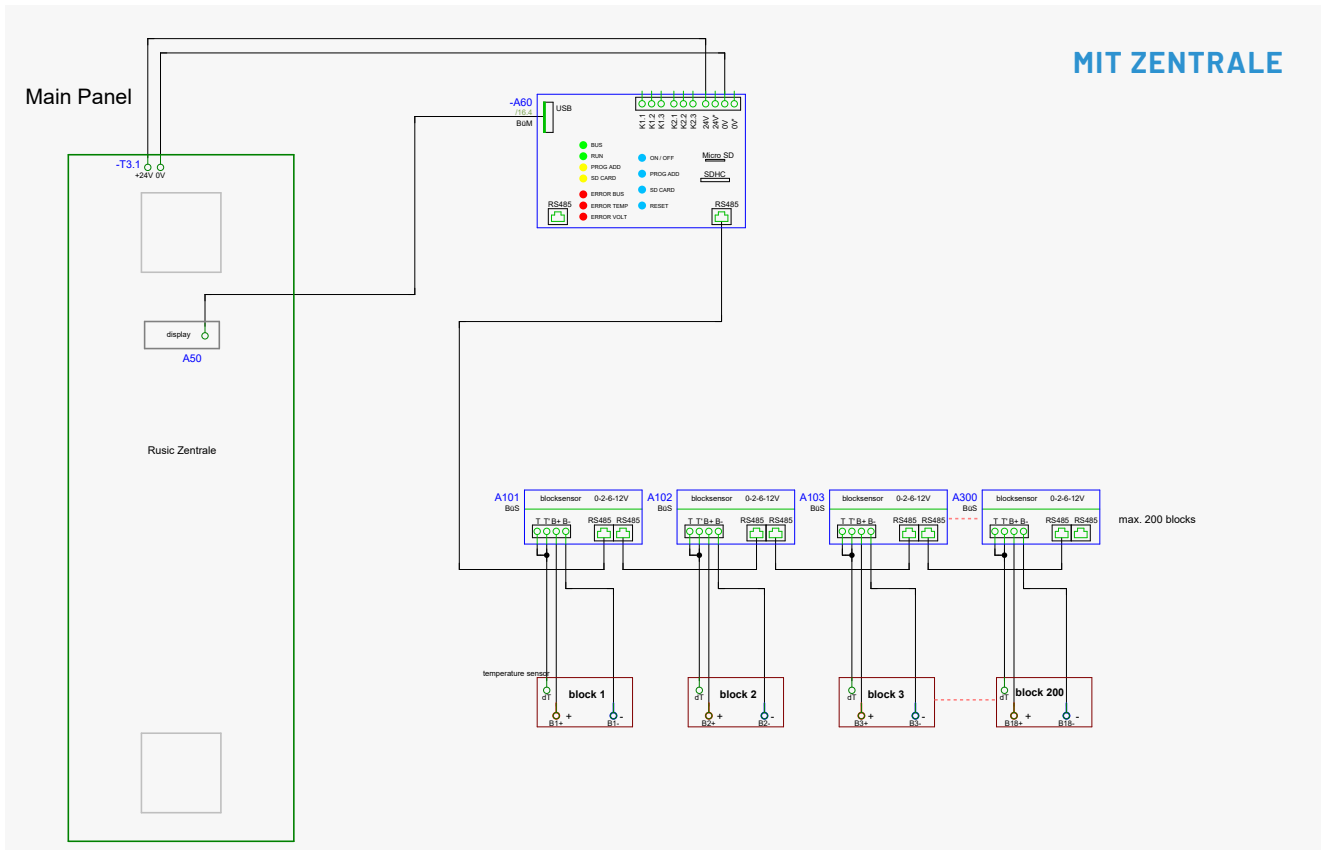 MIT ZENTRALE
Main Panel
-A60
/16.4
BüM
USB
K1.1
K1.2
K1.3
K2.1
K2.2
K2.3
24V
24V'
0V
0V'
BUS
RUN
PROG ADD
SD CARD
ERROR BUS
ERROR TEMP
ERROR VOLT
ON / OFF
PROG ADD
SD CARD
RESET
Micro SD
SDHC
RS485
RS485
-T3.1
+24V 0V
display
A50
Rusic Zentrale
A101
BüS
blocksensor 0-2-6-12V
T T' B+ B-
RS485 RS485
A102
BüS
blocksensor 0-2-6-12V
T T' B+ B-
RS485 RS485
A103
BüS
blocksensor 0-2-6-12V
T T' B+ B-
RS485 RS485
A300
BüS
blocksensor 0-2-6-12V
T T' B+ B-
RS485 RS485
max. 200 blocks
temperature sensor
dT
block 1
+ -
B1+ B1-
dT
block 2
+ -
B2+ B2-
dT
block 3
+ -
B3+ B3-
dT
block 200
+ -
B18+ B18-